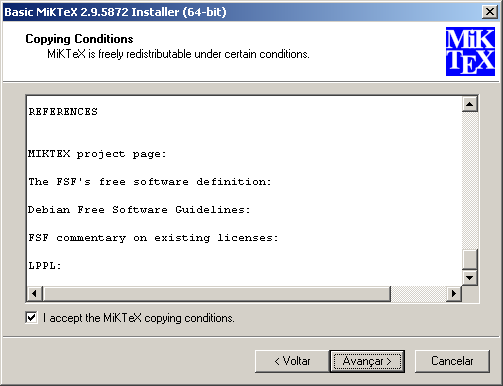 Basic MiKTeX 2.9.5872 Installer (64-bit)
Copying Conditions
MiKTeX is freely redistributable under certain conditions.
MiK
TEX
REFERENCES
MIKTEX project page:
The FSF's free software definition:
Debian Free Software Guidelines:
FSF commentary on existing licenses:
LPPL:
I accept the MiKTeX copying conditions.
< Voltar
Avançar >
Cancelar